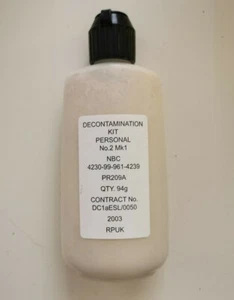 DECONTAMINATION
KIT
PERSONAL
No.2 Mk1
NBC
4230-99-961-4239
PR209A
QTY. 94g
CONTRACT No.
DC1aESL/0050
2003
RPUK